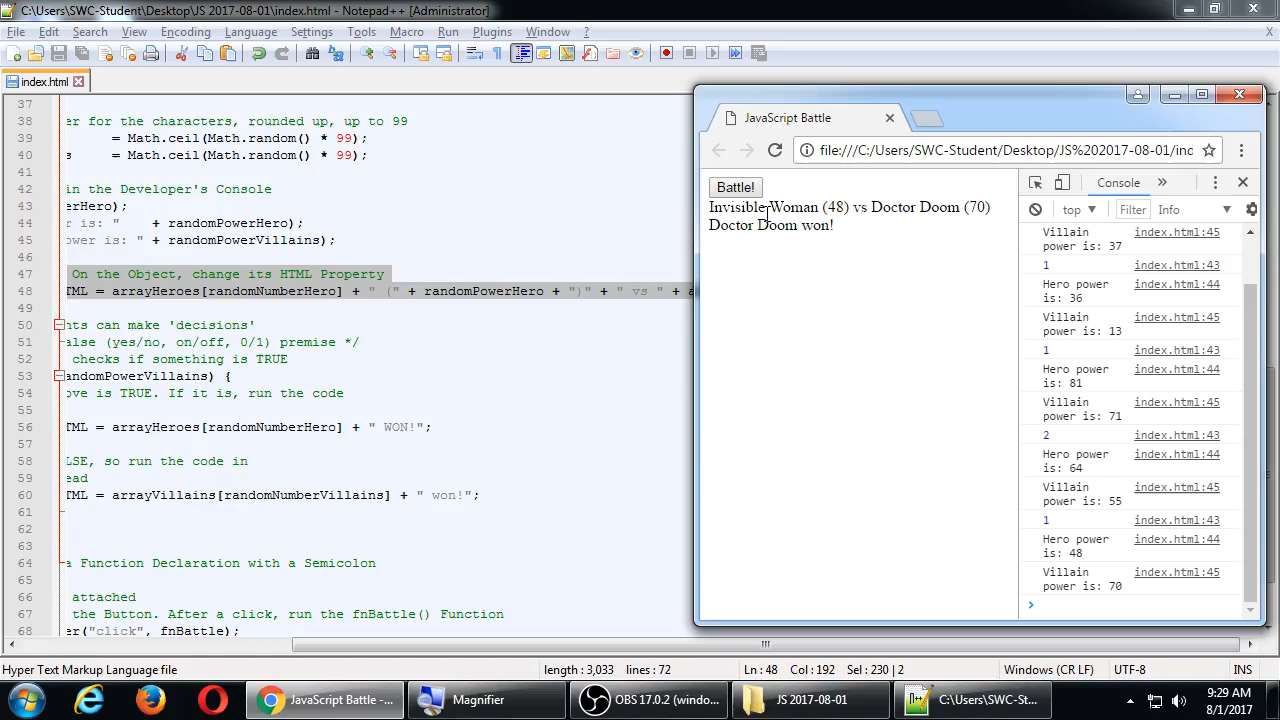 C:\Users\SWC-Student\Desktop\JS 2017-08-01\index.html - Notepad++ [Administrator]
File Edit Search View Encoding Language Settings Tools Macro Run Plugins Window ? X
index.html
37
38 er for the characters, rounded up, up to 99
39 = Math.ceil(Math.random() * 99);
40 s = Math.ceil(Math.random() * 99);
41
42 in the Developer's Console
43 erHero);
44 r is: " + randomPowerHero);
45 power is: " + randomPowerVillains);
46
47 On the Object, change its HTML Property
48 TML = arrayHeroes[randomNumberHero] + " (" + randomPowerHero + ")" + " vs " + a
49
50 nts can make 'decisions'
51 alse (yes/no, on/off, 0/1) premise */
52 checks if something is TRUE
53 andomPowerVillains) {
54 ove is TRUE. If it is, run the code
55
56 TML = arrayHeroes[randomNumberHero] + " WON!";
57
58 LSE, so run the code in
59 ead
60 TML = arrayVillains[randomNumberVillains] + " won!";
61
62
63
64 a Function Declaration with a Semicolon
65
66 attached
67 the Button. After a click, run the fnBattle() Function
68 er("click", fnBattle);
JavaScript Battle
file:///C:/Users/SWC-Student/Desktop/JS%202017-08-01/ind
Battle!
Invisible Woman (48) vs Doctor Doom (70)
Doctor Doom won!
Console
top Filter Info
Villain index.html:45
power is: 37
1 index.html:43
Hero power index.html:44
is: 36
Villain index.html:45
power is: 13
1 index.html:43
Hero power index.html:44
is: 81
Villain index.html:45
power is: 71
2 index.html:43
Hero power index.html:44
is: 64
Villain index.html:45
power is: 55
1 index.html:43
Hero power index.html:44
is: 48
Villain index.html:45
power is: 70
Hyper Text Markup Language file length : 3,033 lines : 72 Ln : 48 Col : 192 Sel : 230 | 2 Windows (CR LF) UTF-8 INS
JavaScript Battle - ... Magnifier OBS 17.0.2 (windo... JS 2017-08-01 C:\Users\SWC-St...
9:29 AM
8/1/2017